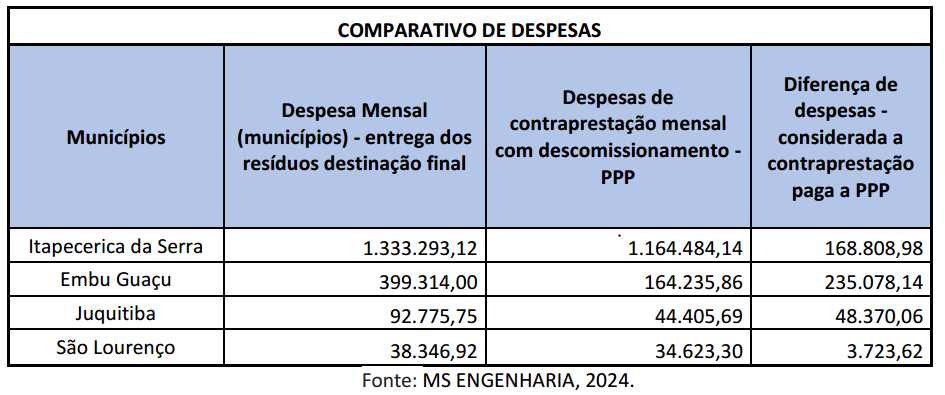 COMPARATIVO DE DESPESAS
Municípios
Despesa Mensal
(municípios) - entrega dos
resíduos destinação final
Despesas de
contraprestação mensal
com descomissionamento -
PPP
Diferença de
despesas -
considerada a
contraprestação
paga a PPP
Itapecerica da Serra 1.333.293,12 1.164.484,14 168.808,98
Embu Guaçu 399.314,00 164.235,86 235.078,14
Juquitiba 92.775,75 44.405,69 48.370,06
São Lourenço 38.346,92 34.623,30 3.723,62
Fonte: MS ENGENHARIA, 2024.